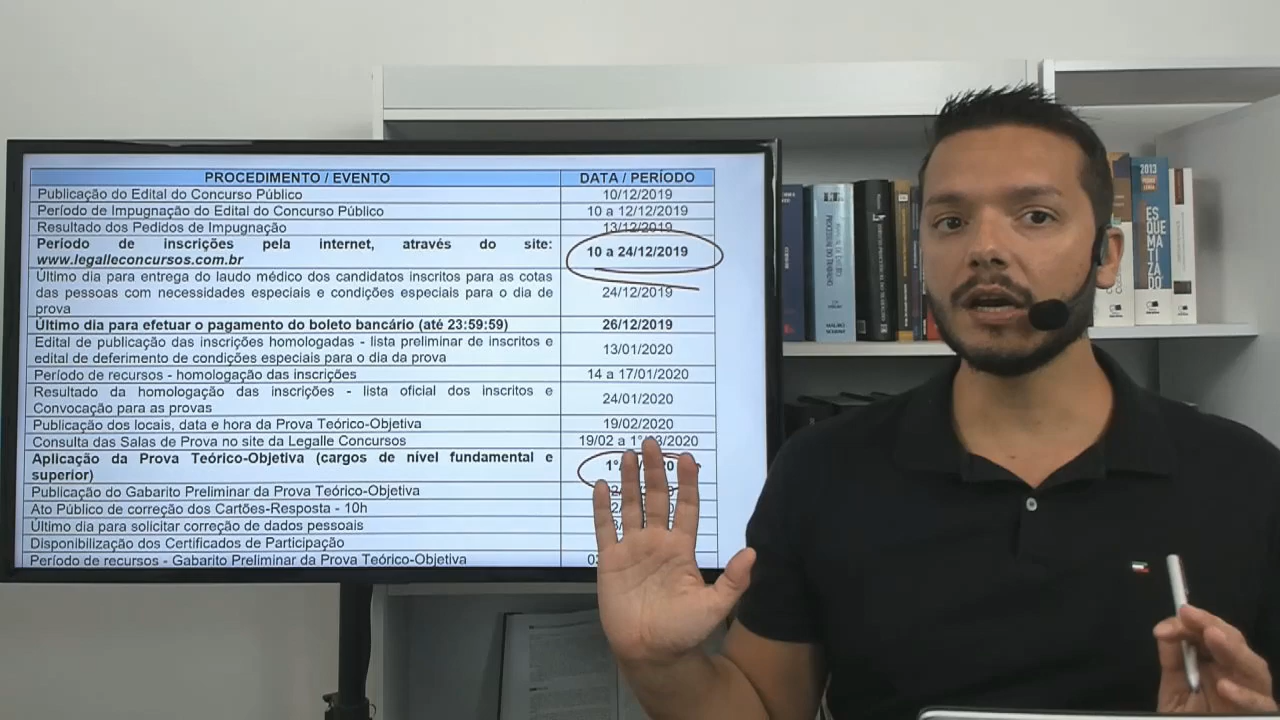 PROCEDIMENTO / EVENTO DATA / PERÍODO
Publicação do Edital do Concurso Público 10/12/2019
Período de Impugnação do Edital do Concurso Público 10 a 12/12/2019
Resultado dos Pedidos de Impugnação 13/12/2019
Período de inscrições pela internet, através do site:
www.legalleconcursos.com.br 10 a 24/12/2019
Último dia para entrega do laudo médico dos candidatos inscritos para as cotas
das pessoas com necessidades especiais e condições especiais para o dia de 24/12/2019
prova
Último dia para efetuar o pagamento do boleto bancário (até 23:59:59) 26/12/2019
Edital de publicação das inscrições homologadas - lista preliminar de inscritos e
edital de deferimento de condições especiais para o dia da prova 13/01/2020
Período de recursos - homologação das inscrições 14 a 17/01/2020
Resultado da homologação das inscrições - lista oficial dos inscritos e
Convocação para as provas 24/01/2020
Publicação dos locais, data e hora da Prova Teórico-Objetiva 19/02/2020
Consulta das Salas de Prova no site da Legalle Concursos 19/02 a
Aplicação da Prova Teórico-Objetiva (cargos de nível fundamental e
superior)
Publicação do Gabarito Preliminar da Prova Teórico-Objetiva
Ato Público de correção dos Cartões-Resposta - 10h
Último dia para solicitar correção de dados pessoais
Disponibilização dos Certificados de Participação
Período de recursos - Gabarito Preliminar da Prova Teórico-Objetiva
2013
ES
QUE
MATIZ
ADO